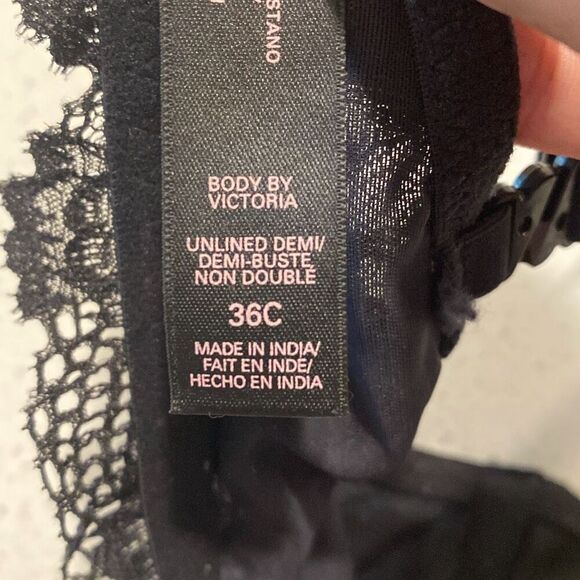 BODY BY
VICTORIA
UNLINED DEMI/
DEMI-BUSTE
NON DOUBLÉ
36C
MADE IN INDIA/
FAIT EN INDE/
HECHO EN INDIA